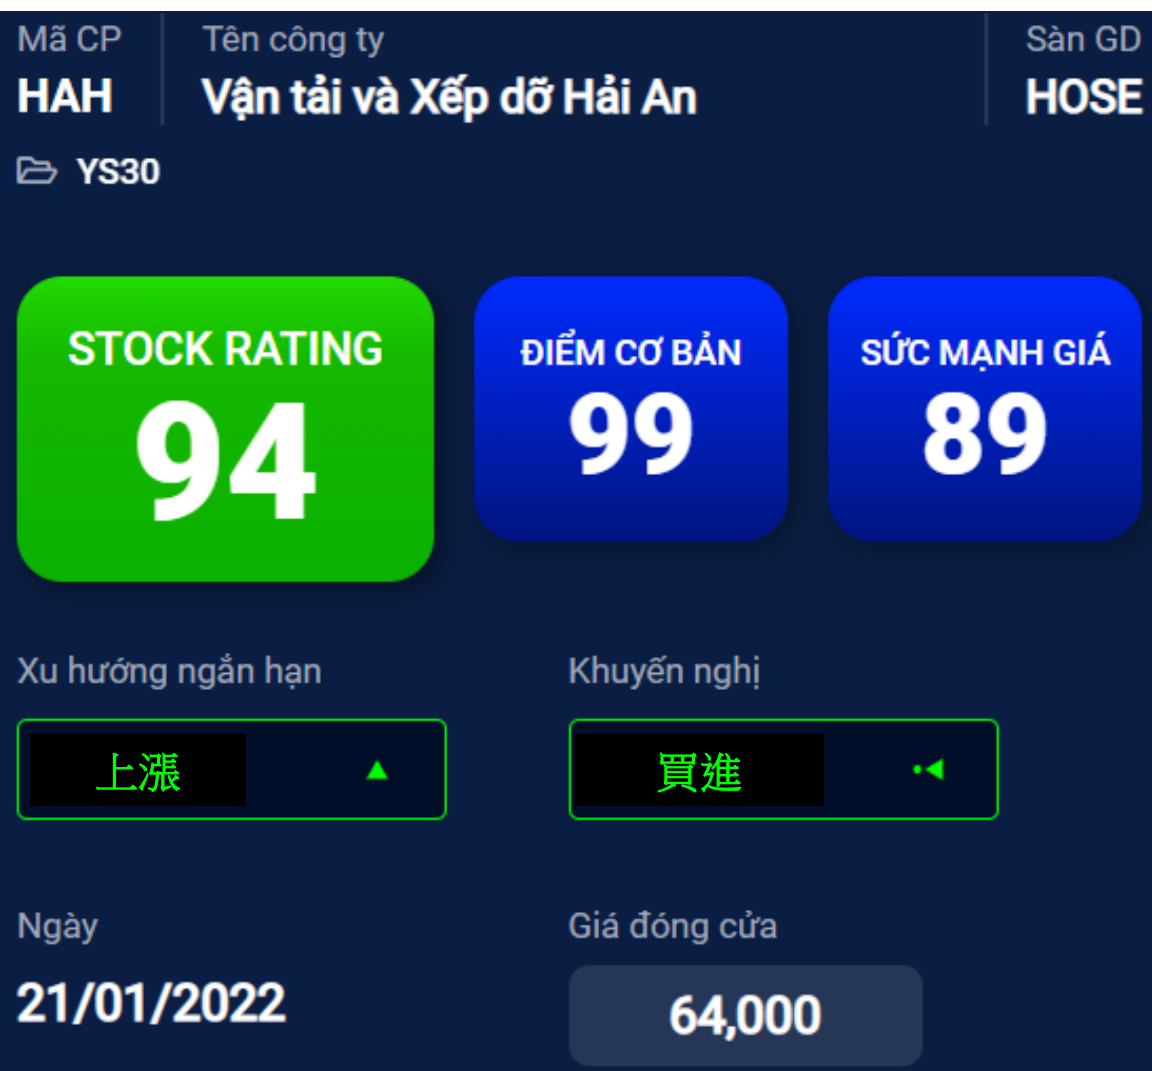 Mã CP Tên công ty Sàn GD
HAH Vận tải và Xếp dỡ Hải An HOSE
YS30
STOCK RATING ĐIỂM CƠ BẢN SỨC MẠNH GIÁ
94 99 89
Xu hướng ngắn hạn Khuyến nghị
上漲 買進
Ngày Giá đóng cửa
21/01/2022 64,000